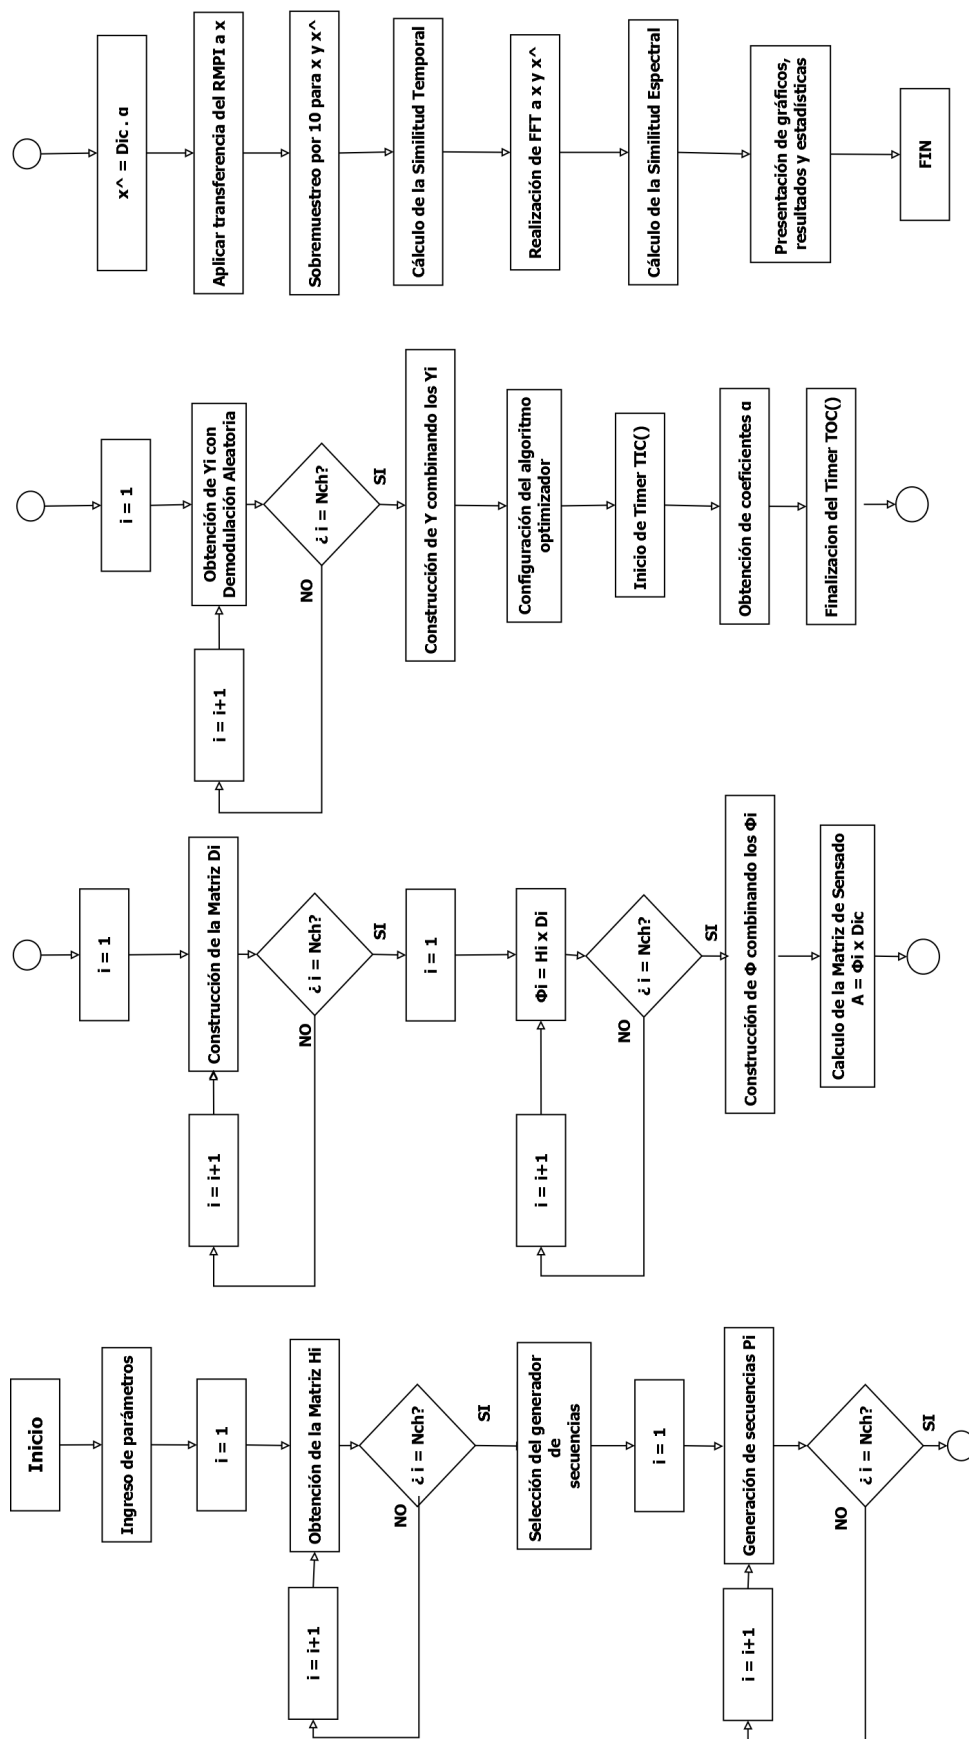 Inicio
Ingreso de parámetros
i = 1
Obtención de la Matriz Hi
i = i+1
¿ i = Nch?
NO
SI
Selección del generador
de
secuencias
i = 1
Generación de secuencias Pi
i = i+1
¿ i = Nch?
NO
SI
i = 1
Construcción de la Matriz Di
i = i+1
¿ i = Nch?
NO
SI
i = 1
Φi = Hi x Di
i = i+1
¿ i = Nch?
NO
SI
Construcción de Φ combinando los Φi
Calculo de la Matriz de Sensado
A = Φi x Dic
i = 1
Obtención de Yi con
Demodulación Aleatoria
i = i+1
¿ i = Nch?
NO
SI
Construcción de Y combinando los Yi
Configuración del algoritmo
optimizador
Inicio de Timer TIC()
Obtención de coeficientes α
Finalizacion del Timer TOC()
x^ = Dic . α
Aplicar transferencia del RMPI a x
Sobremuestreo por 10 para x y x^
Cálculo de la Similitud Temporal
Realización de FFT a x y x^
Cálculo de la Similitud Espectral
Presentación de gráficos,
resultados y estadísticas
FIN